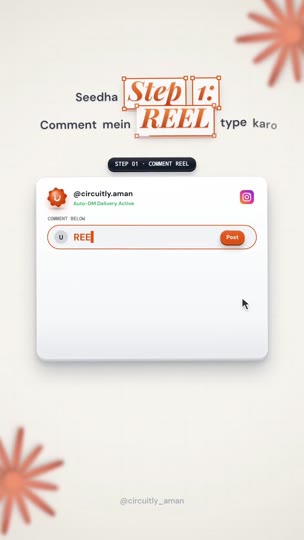 Seedha Step 1:
Comment mein REEL type karo
STEP 01 · COMMENT REEL
@circuitly.aman
Auto-DM Delivery Active
COMMENT BELOW
U REE Post
@circuitly_aman